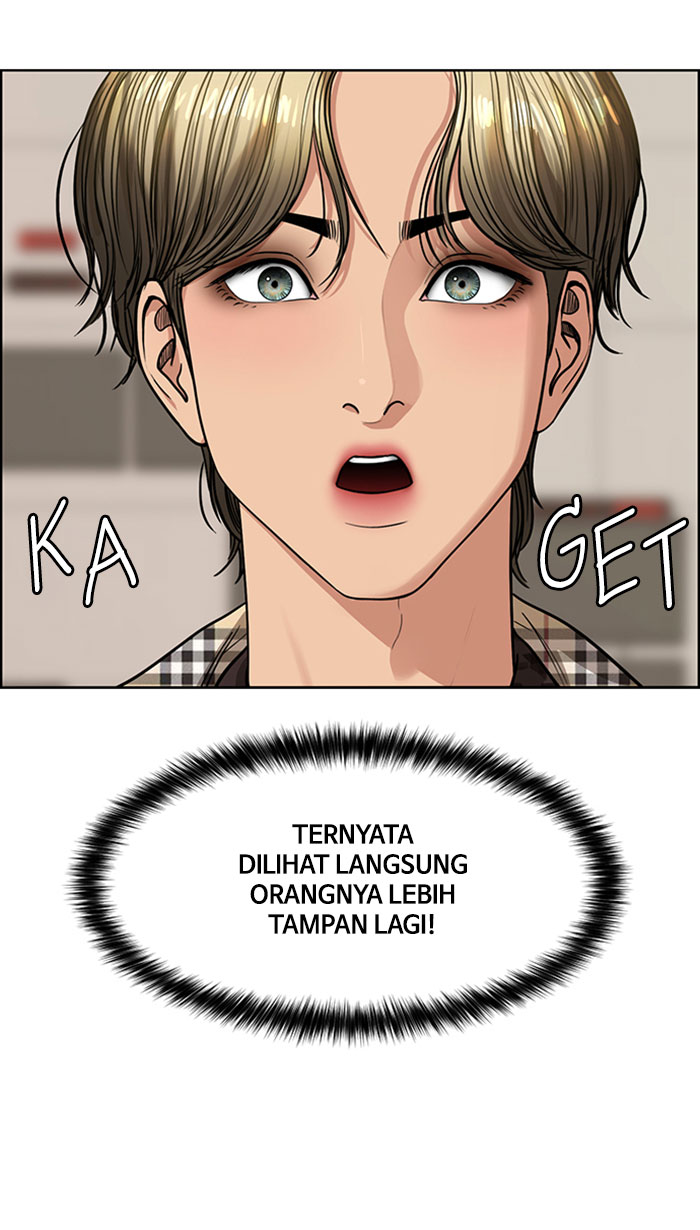 KA GET
TERNYATA
DILIHAT LANGSUNG
ORANGNYA LEBIH
TAMPAN LAGI!